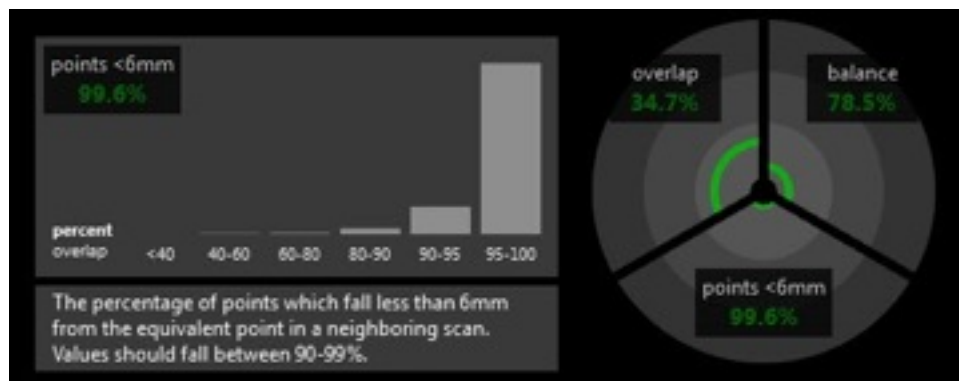 points <6mm
99.6%
percent
overlap <40 40-60 60-80 80-90 90-95 95-100
The percentage of points which fall less than 6mm
from the equivalent point in a neighboring scan.
Values should fall between 90-99%.
overlap
34.7%
balance
78.5%
points <6mm
99.6%